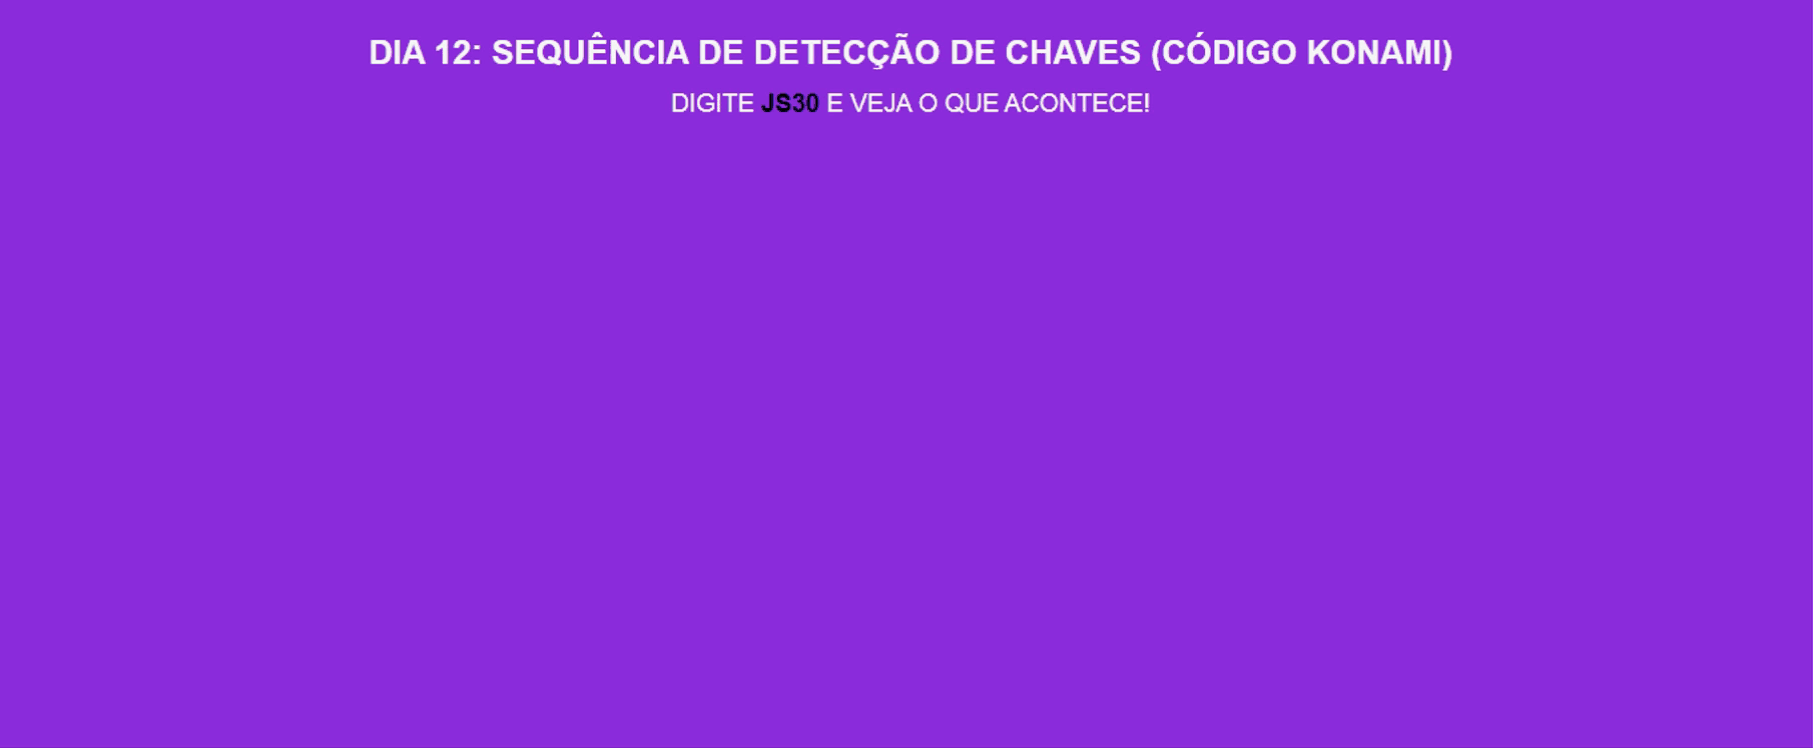 DIA 12: SEQUÊNCIA DE DETECÇÃO DE CHAVES (CÓDIGO KONAMI)
DIGITE JS30 E VEJA O QUE ACONTECE!